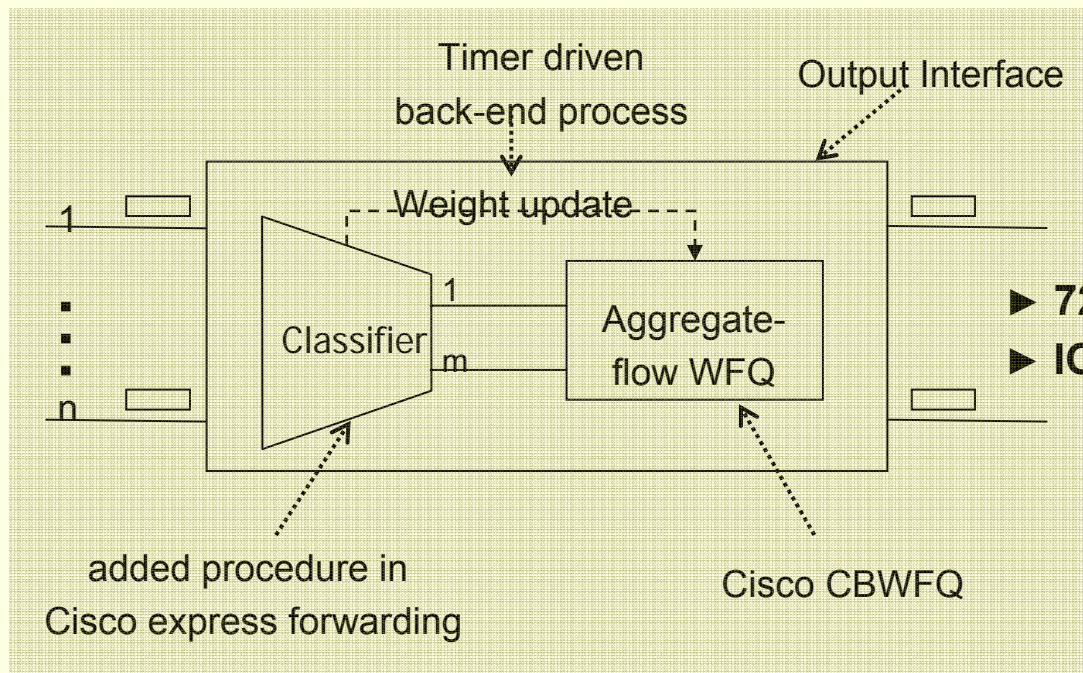 Timer driven
back-end process
Output Interface
Weight update
1
n
Classifier
1
m
Aggregate-
flow WFQ
added procedure in
Cisco express forwarding
Cisco CBWFQ